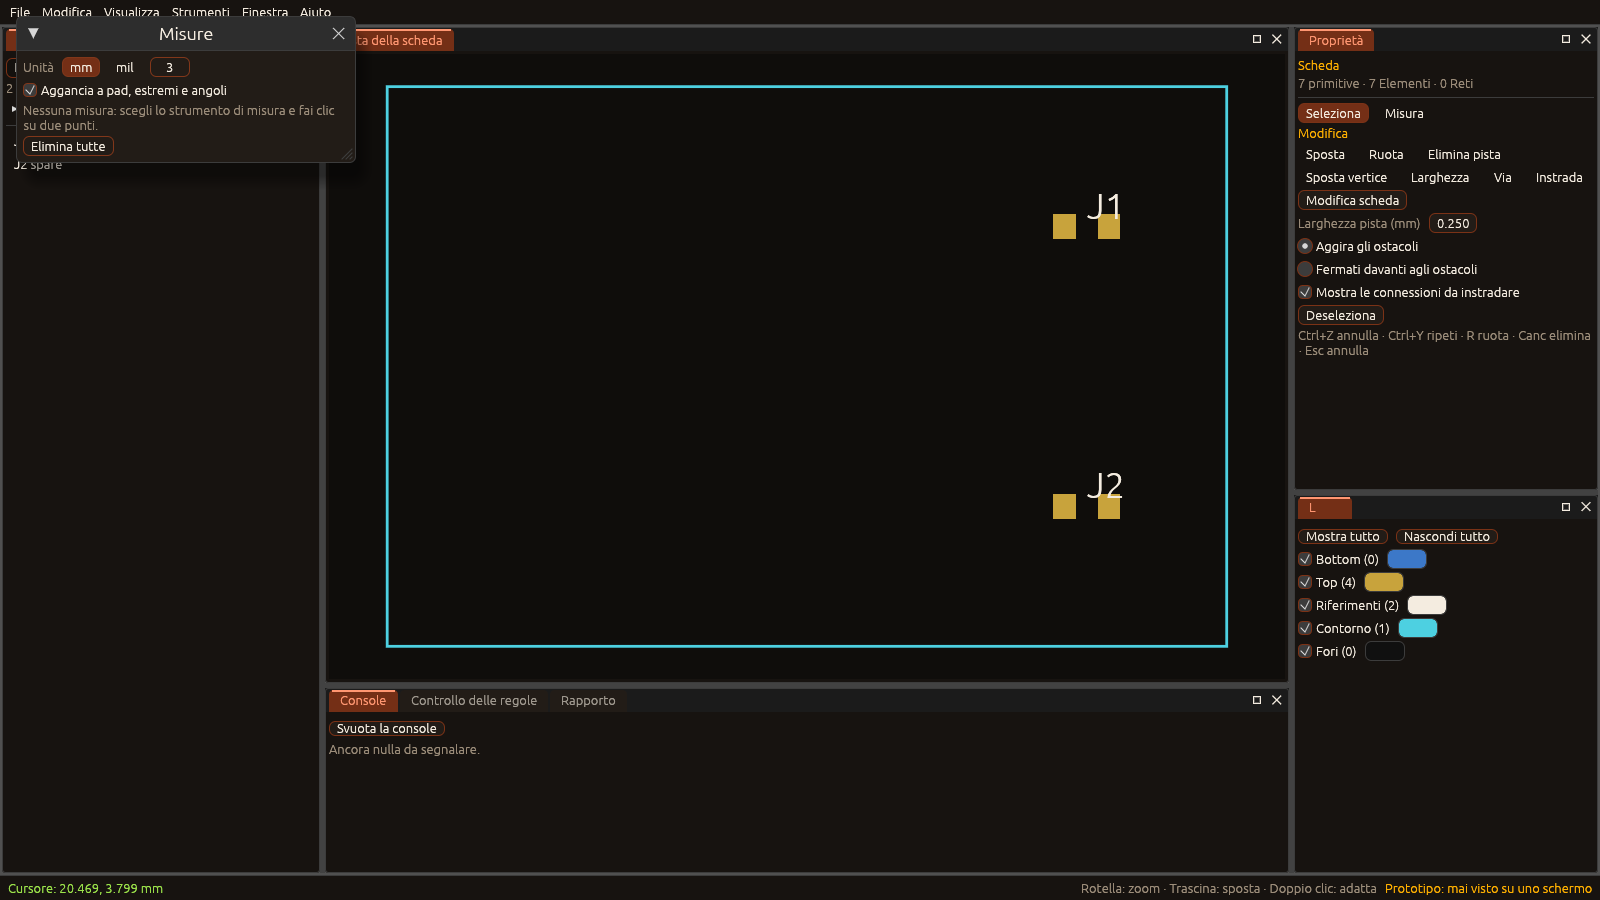 File Modifica Visualizza Strumenti Finestra Aiuto
Misure
Unità mm mil 3
Aggancia a pad, estremi e angoli
Nessuna misura: scegli lo strumento di misura e fai clic
su due punti.
Elimina tutte
2
J2 spare
della scheda
J1
J2
Console Controllo delle regole Rapporto
Svuota la console
Ancora nulla da segnalare.
Proprietà
Scheda
7 primitive · 7 Elementi · 0 Reti
Seleziona Misura
Modifica
Sposta Ruota Elimina pista
Sposta vertice Larghezza Via Instrada
Modifica scheda
Larghezza pista (mm) 0.250
Aggira gli ostacoli
Fermati davanti agli ostacoli
Mostra le connessioni da instradare
Deseleziona
Ctrl+Z annulla · Ctrl+Y ripeti · R ruota · Canc elimina
· Esc annulla
L
Mostra tutto Nascondi tutto
Bottom (0)
Top (4)
Riferimenti (2)
Contorno (1)
Fori (0)
Cursore: 20.469, 3.799 mm
Rotella: zoom · Trascina: sposta · Doppio clic: adatta Prototipo: mai visto su uno schermo